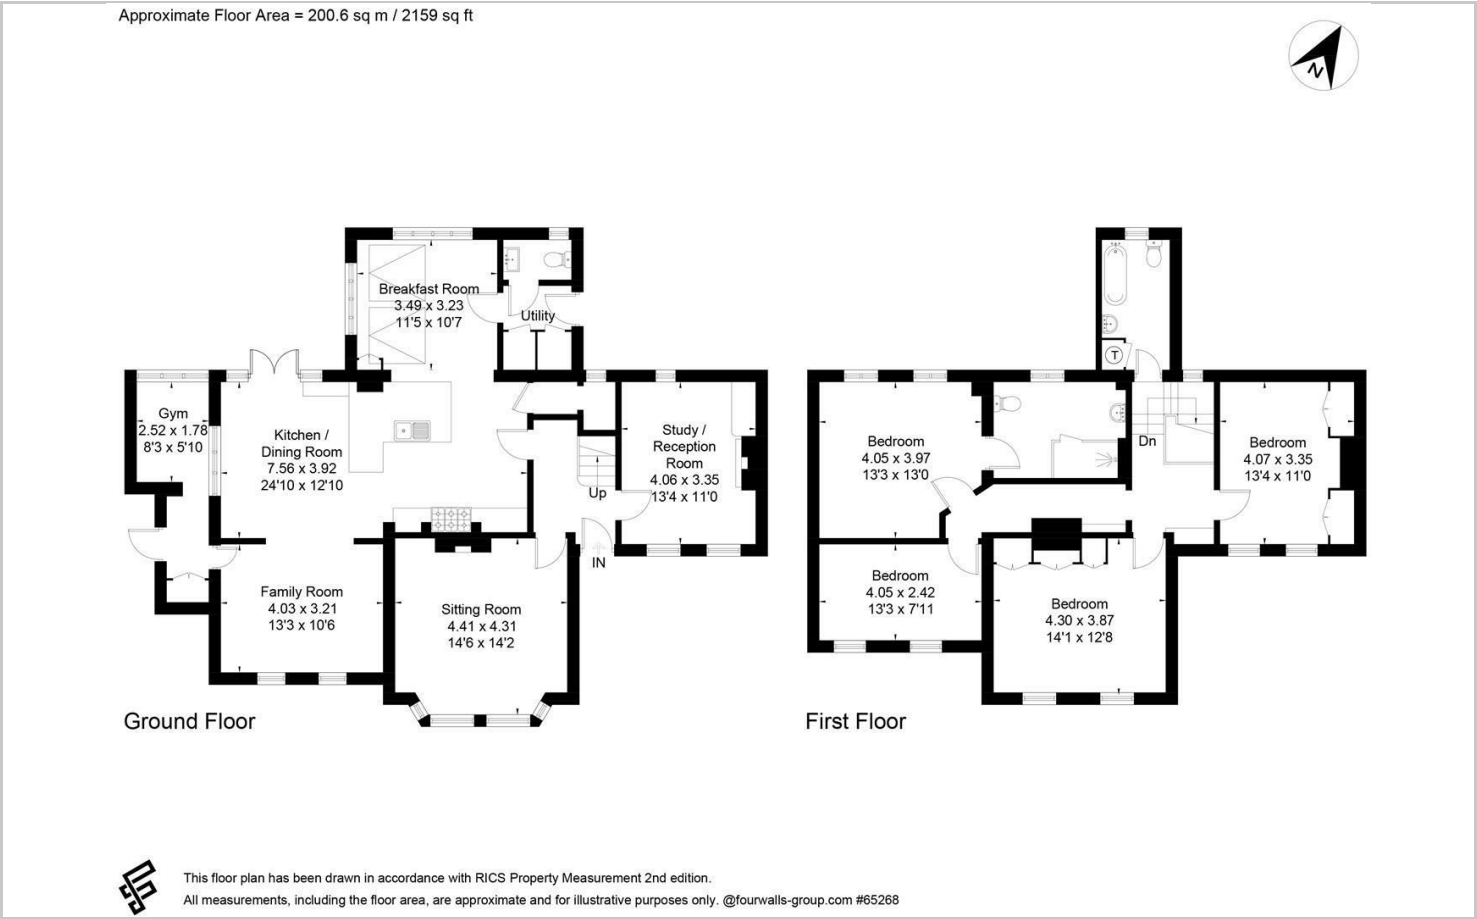 Approximate Floor Area = 200.6 sq m / 2159 sq ft
N
Breakfast Room
3.49 x 3.23
11'5 x 10'7
Utility
Gym
2.52 x 1.78
8'3 x 5'10
Kitchen /
Dining Room
7.56 x 3.92
24'10 x 12'10
Study /
Reception
Room
4.06 x 3.35
13'4 x 11'0
Up
IN
Family Room
4.03 x 3.21
13'3 x 10'6
Sitting Room
4.41 x 4.31
14'6 x 14'2
Ground Floor
T
Bedroom
4.05 x 3.97
13'3 x 13'0
Dn
Bedroom
4.07 x 3.35
13'4 x 11'0
Bedroom
4.05 x 2.42
13'3 x 7'11
Bedroom
4.30 x 3.87
14'1 x 12'8
First Floor
This floor plan has been drawn in accordance with RICS Property Measurement 2nd edition.
All measurements, including the floor area, are approximate and for illustrative purposes only. @fourwalls-group.com #65268